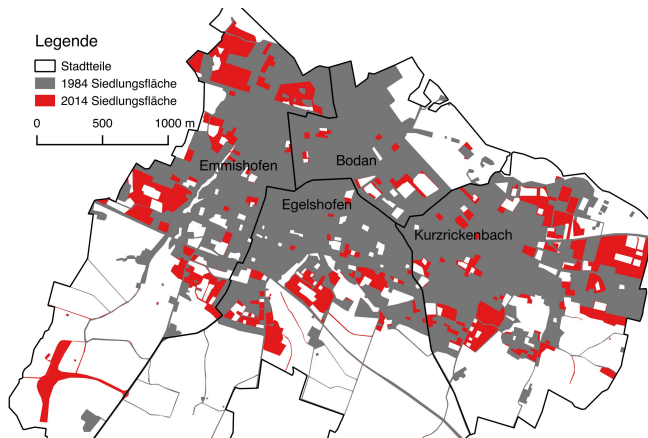 Legende
Stadtteile
1984 Siedlungsfläche
2014 Siedlungsfläche
0 500 1000 m
Emmishofen
Bodan
Egelshofen
Kurzrickenbach